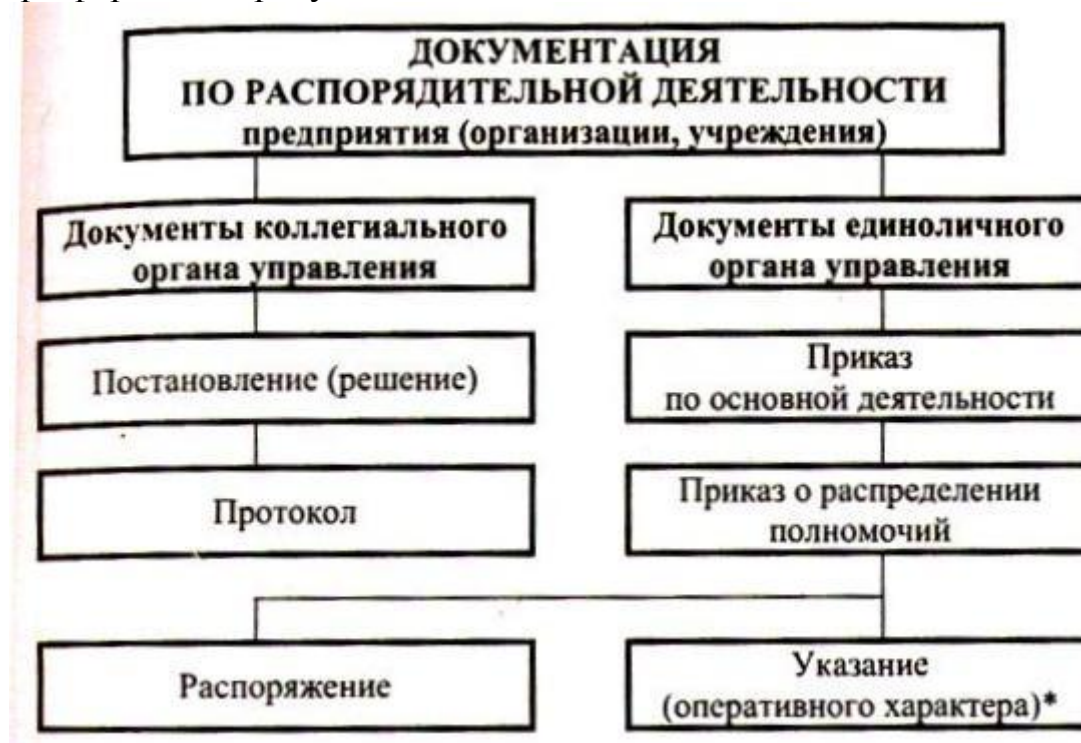 ДОКУМЕНТАЦИЯ
ПО РАСПОРЯДИТЕЛЬНОЙ ДЕЯТЕЛЬНОСТИ
предприятия (организации, учреждения)
Документы коллегиального
органа управления
Документы единоличного
органа управления
Постановление (решение)
Приказ
по основной деятельности
Протокол
Приказ о распределении
полномочий
Распоряжение
Указание
(оперативного характера)*